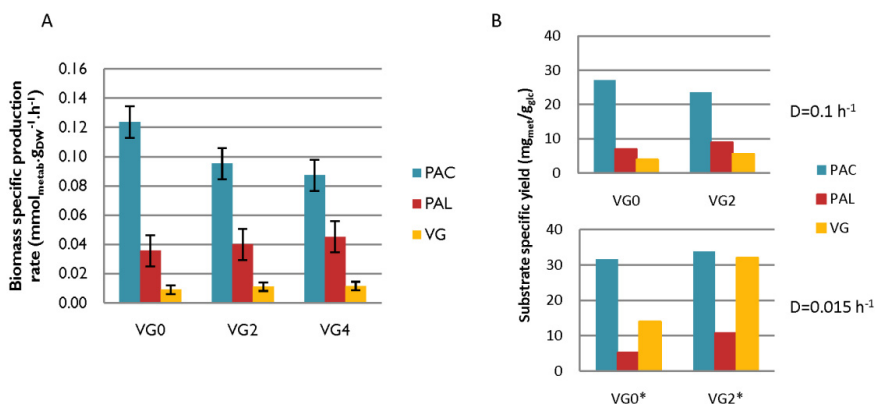 A
Biomass specific production
rate (mmolmetab.gDW-1.h-1)
0.16
0.14
0.12
0.10
0.08
0.06
0.04
0.02
0.00
VG0
VG2
VG4
PAC
PAL
VG
B
Substrate specific yield (mgmet/gglc)
40
30
20
10
0
VG0
VG2
D=0.1 h-1
40
30
20
10
0
VG0*
VG2*
PAC
PAL
VG
D=0.015 h-1